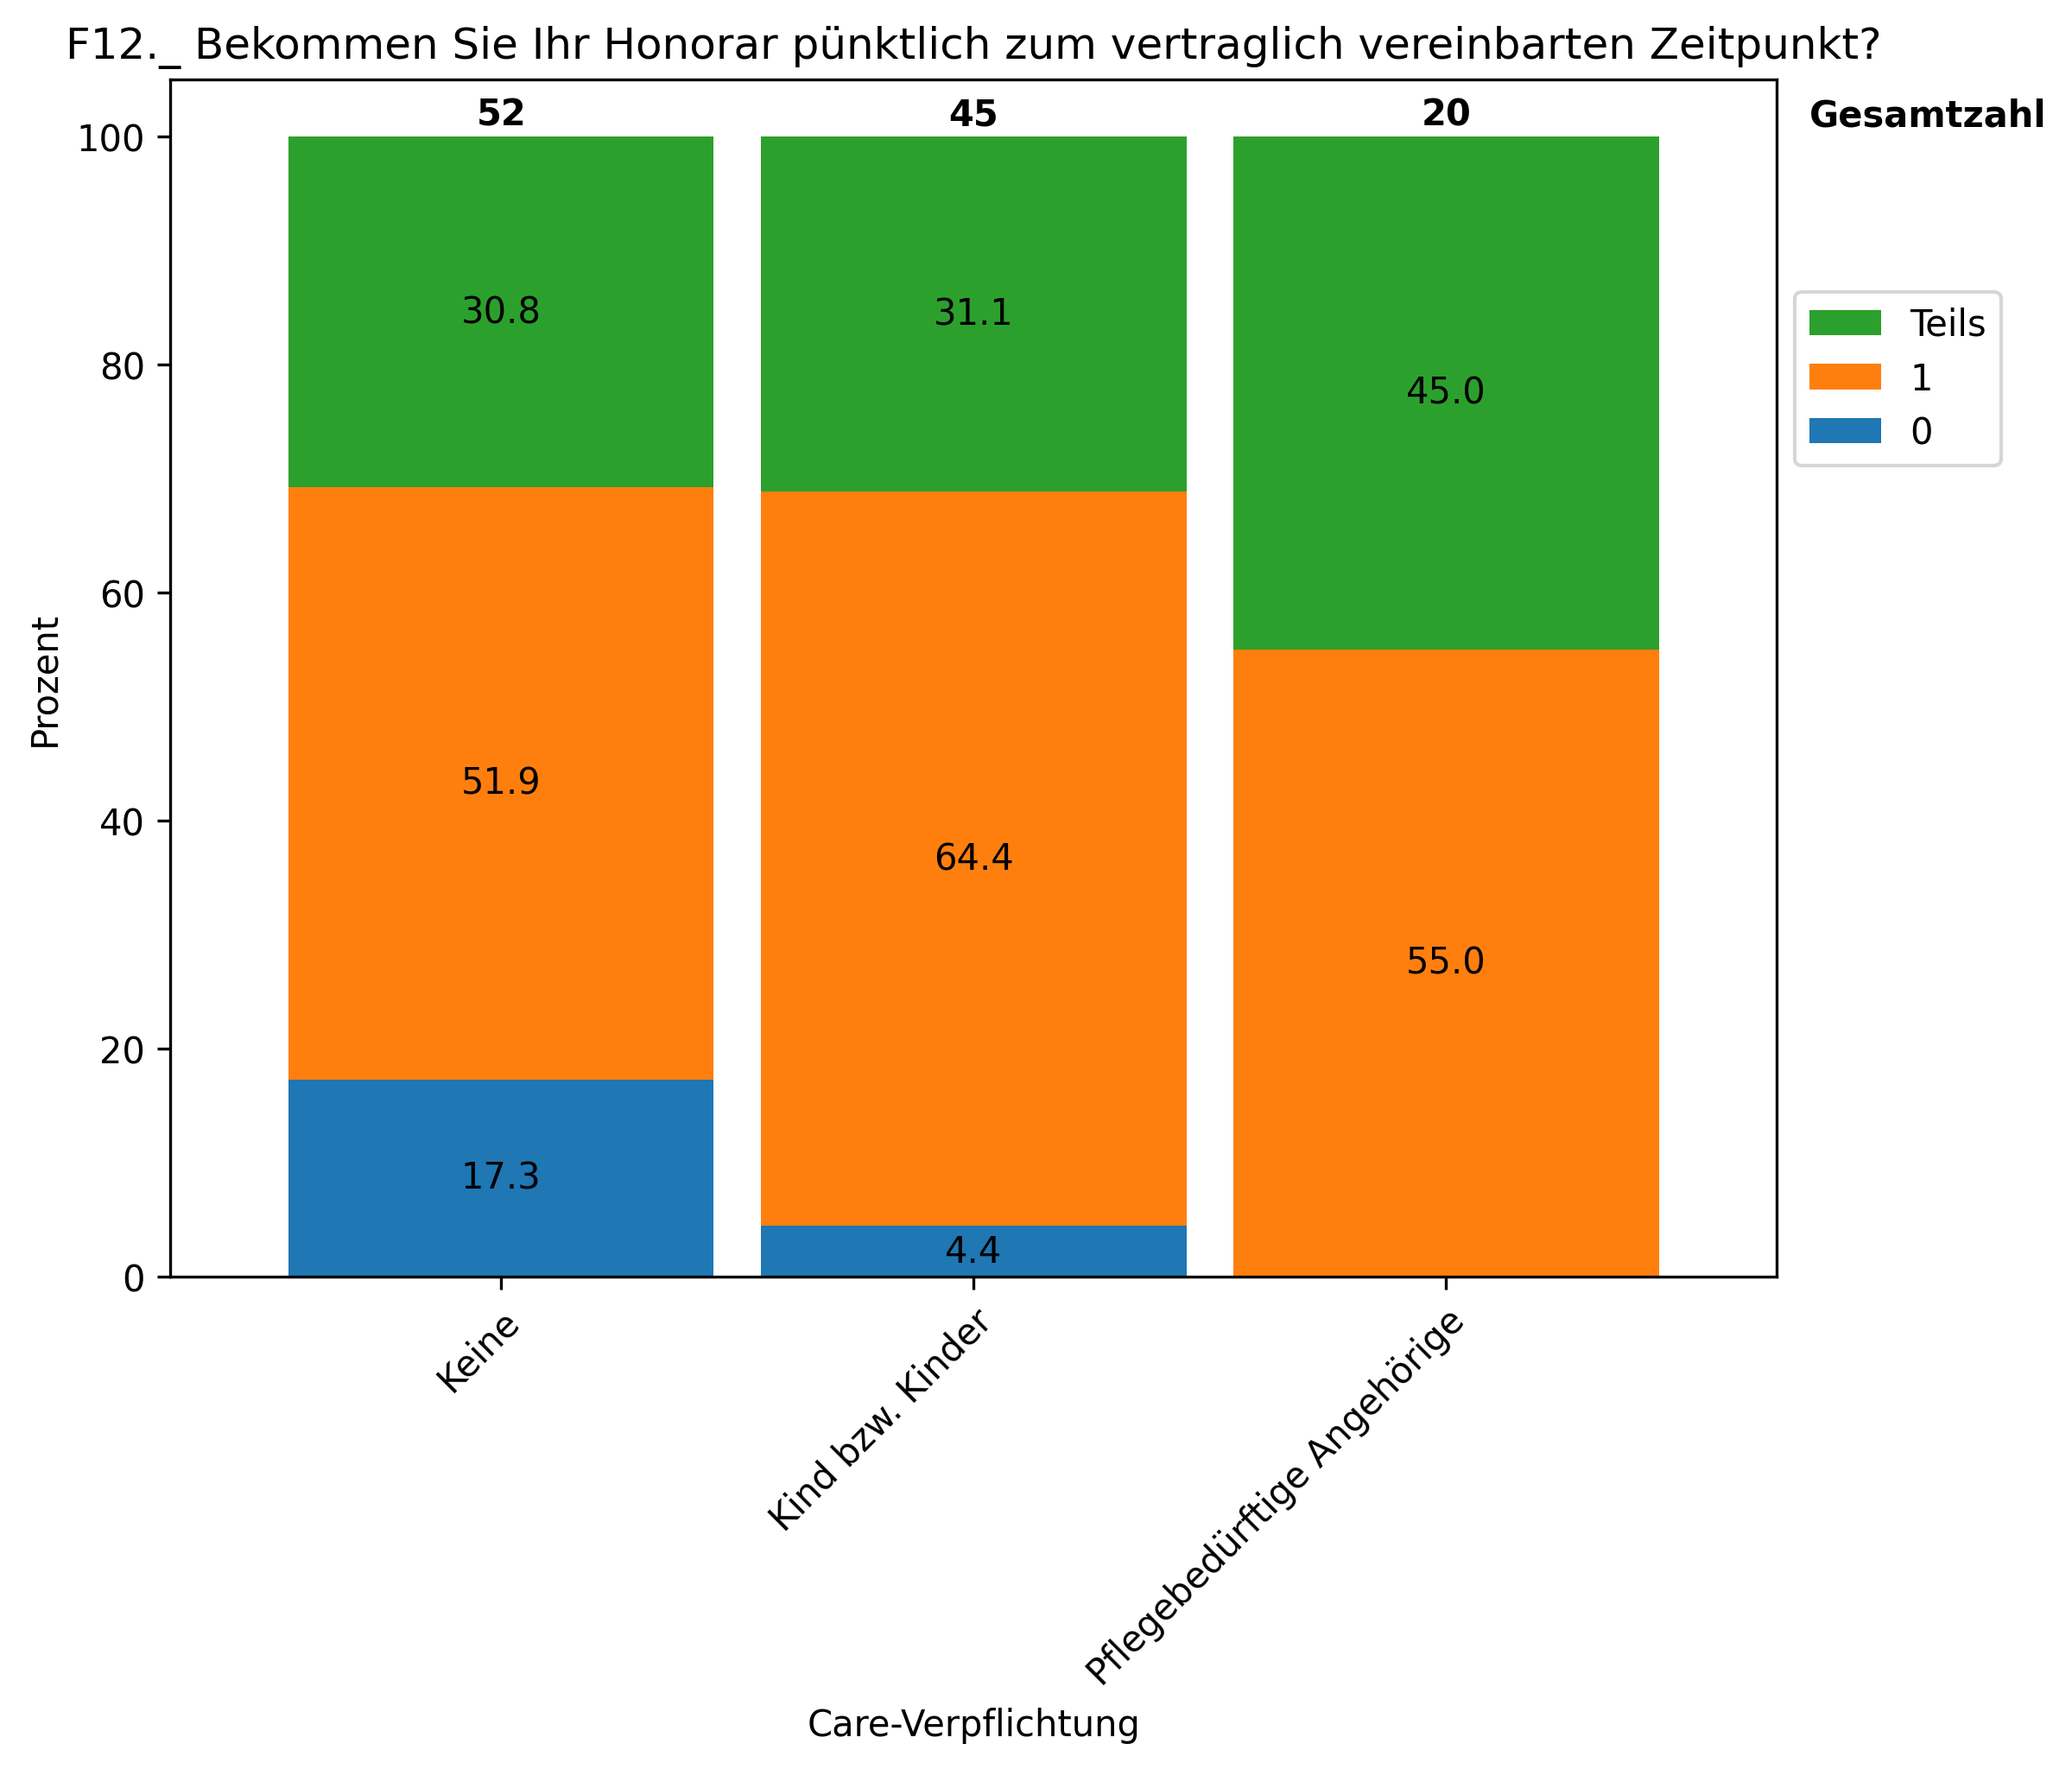 F12._ Bekommen Sie Ihr Honorar pünktlich zum vertraglich vereinbarten Zeitpunkt?
52
45
20
Gesamtzahl
100
80
60
40
20
0
Prozent
30.8
31.1
45.0
51.9
64.4
55.0
17.3
4.4
Teils
1
0
Keine
Kind bzw. Kinder
Pflegebedürftige Angehörige
Care-Verpflichtung